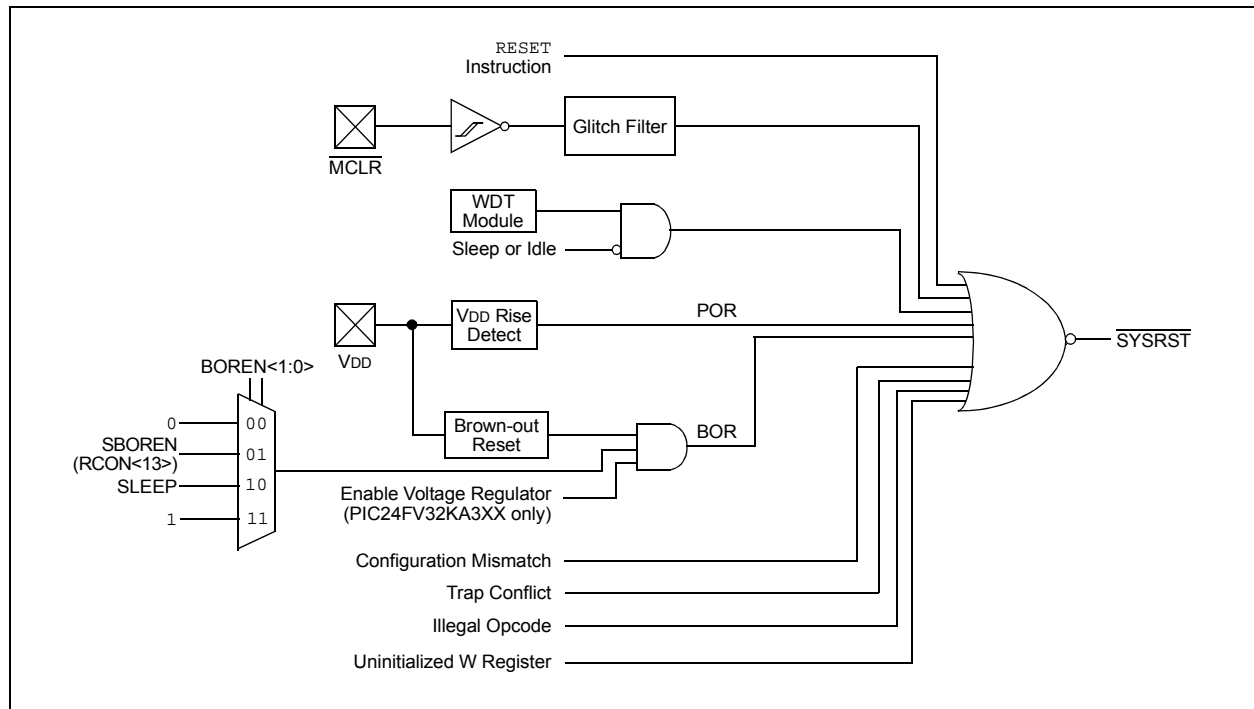 RESET
Instruction
Glitch Filter
MCLR
WDT
Module
Sleep or Idle
VDD Rise
Detect
POR
VDD
SYSRST
BOREN<1:0>
0
00
SBOREN
(RCON<13>)
01
SLEEP
10
1
11
Brown-out
Reset
BOR
Enable Voltage Regulator
(PIC24FV32KA3XX only)
Configuration Mismatch
Trap Conflict
Illegal Opcode
Uninitialized W Register